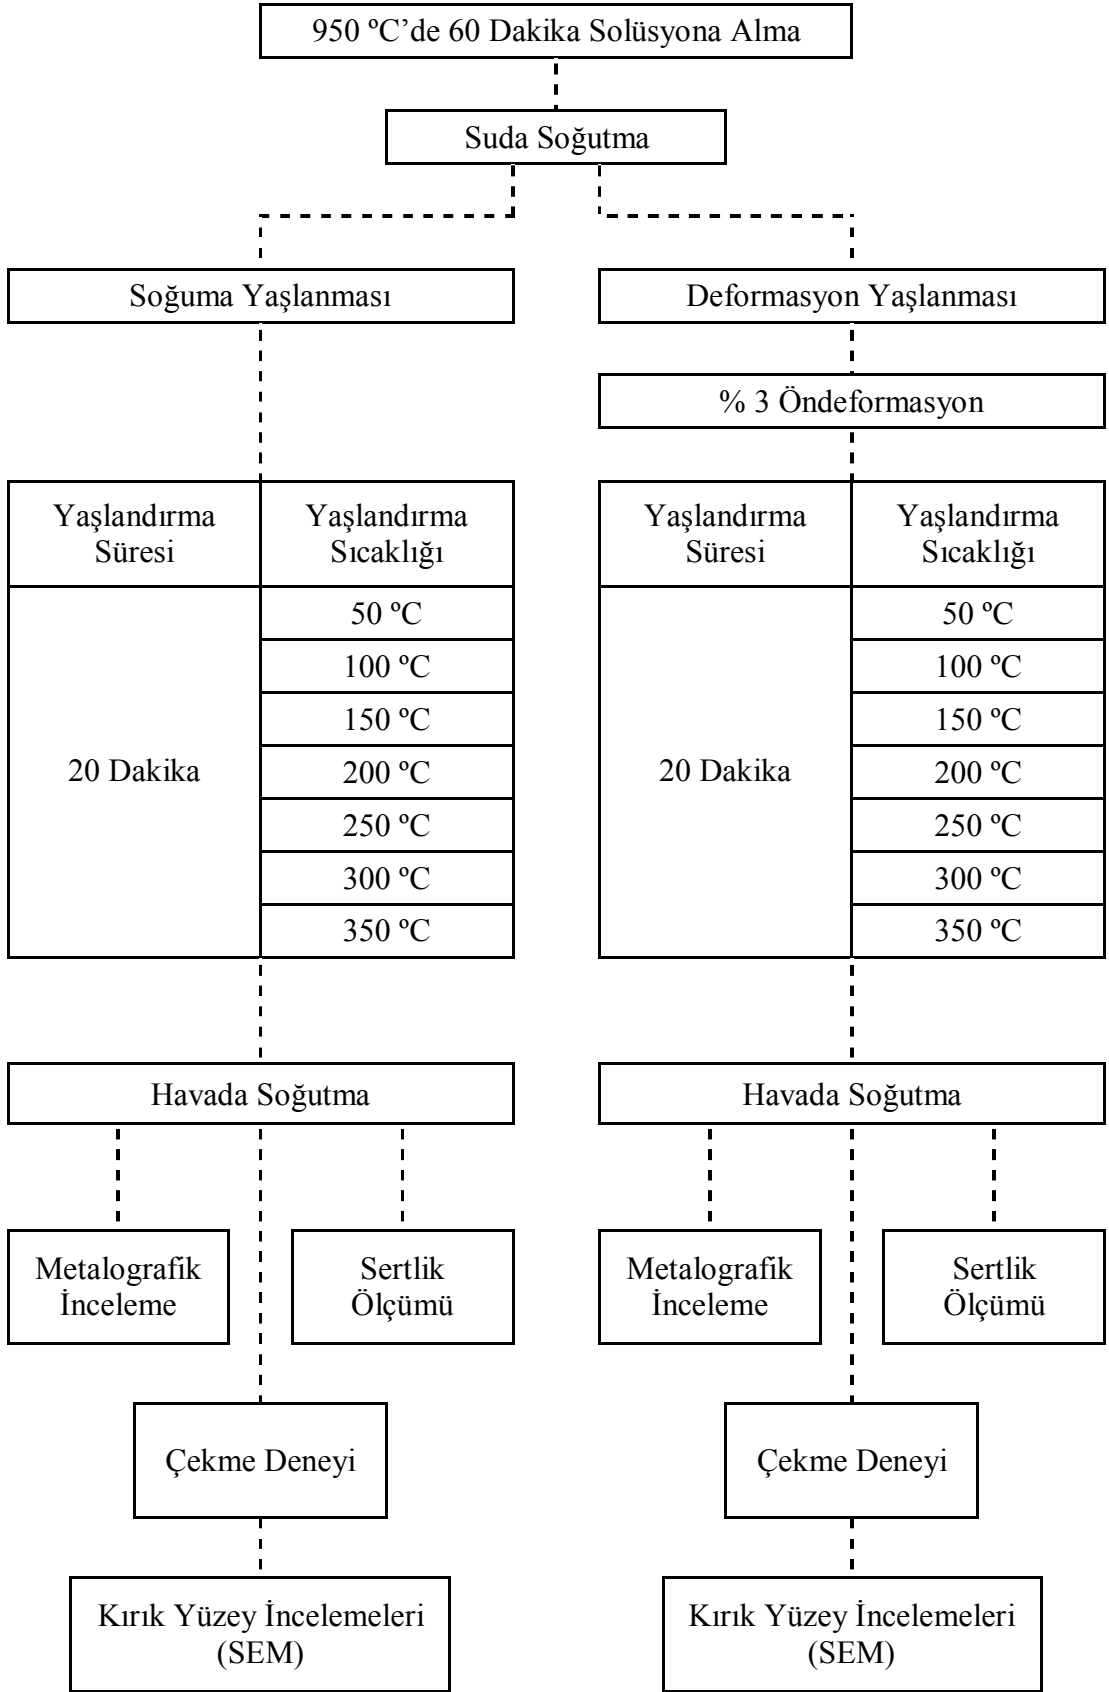 950 ºC’de 60 Dakika Solüsyona Alma
Suda Soğutma
Soğuma Yaşlanması
Deformasyon Yaşlanması
% 3 Öndeformasyon
Yaşlandırma
Süresi
Yaşlandırma
Sıcaklığı
20 Dakika
50 ºC
100 ºC
150 ºC
200 ºC
250 ºC
300 ºC
350 ºC
Yaşlandırma
Süresi
Yaşlandırma
Sıcaklığı
20 Dakika
50 ºC
100 ºC
150 ºC
200 ºC
250 ºC
300 ºC
350 ºC
Havada Soğutma
Havada Soğutma
Metalografik
İnceleme
Sertlik
Ölçümü
Metalografik
İnceleme
Sertlik
Ölçümü
Çekme Deneyi
Çekme Deneyi
Kırık Yüzey İncelemeleri
(SEM)
Kırık Yüzey İncelemeleri
(SEM)